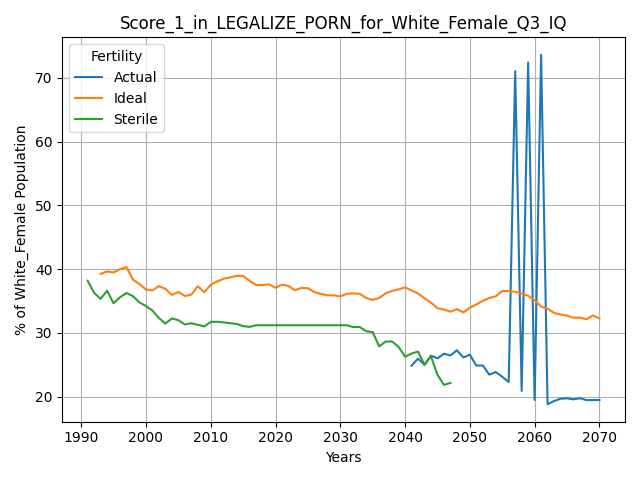 Score_1_in_LEGALIZE_PORN_for_White_Female_Q3_IQ
Fertility
Actual
Ideal
Sterile
% of White_Female Population
70
60
50
40
30
20
1990 2000 2010 2020 2030 2040 2050 2060 2070
Years